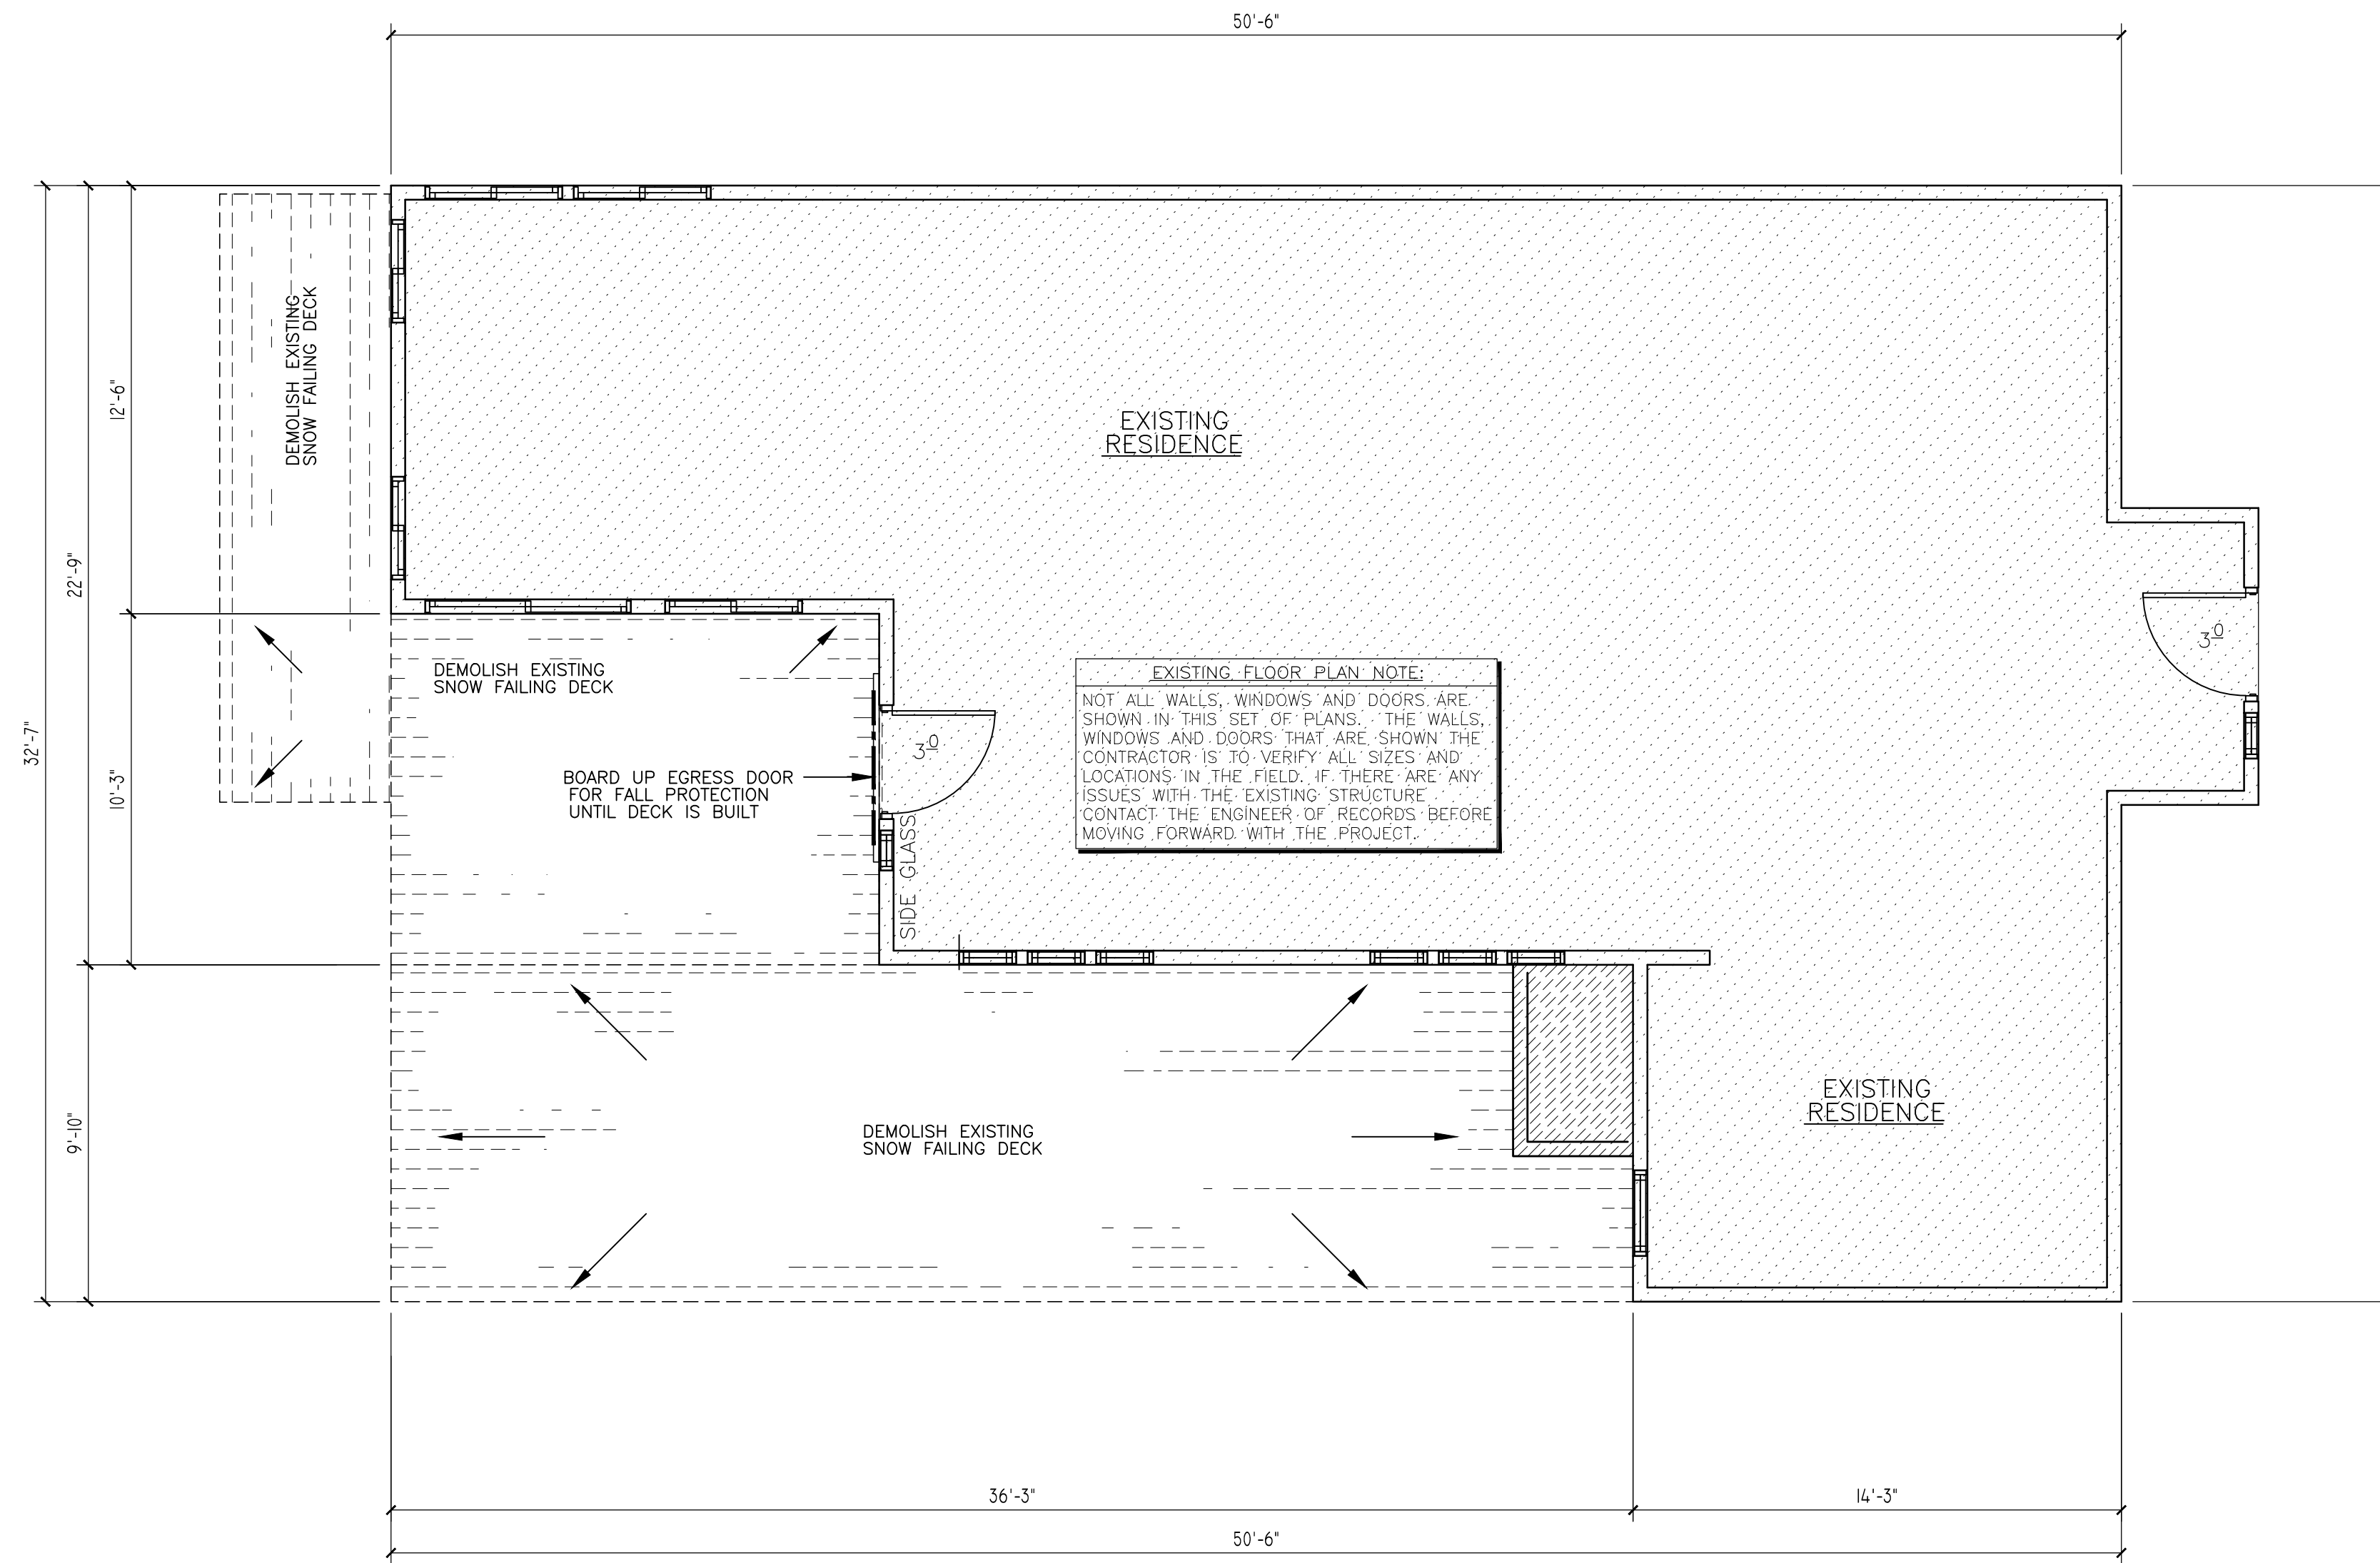 50'-6"
DEMOLISH EXISTING
SNOW FAILING DECK
12'-6"
22'-9"
32'-7"
10'-3"
9'-10"
EXISTING
RESIDENCE
DEMOLISH EXISTING
SNOW FAILING DECK
BOARD UP EGRESS DOOR
FOR FALL PROTECTION
UNTIL DECK IS BUILT
3 0
SIDE GLASS
EXISTING FLOOR PLAN NOTE:
NOT ALL WALLS, WINDOWS AND DOORS ARE
SHOWN IN THIS SET OF PLANS. THE WALLS,
WINDOWS AND DOORS THAT ARE SHOWN THE
CONTRACTOR IS TO VERIFY ALL SIZES AND
LOCATIONS IN THE FIELD. IF THERE ARE ANY
ISSUES WITH THE EXISTING STRUCTURE
CONTACT THE ENGINEER OF RECORDS BEFORE
MOVING FORWARD WITH THE PROJECT.
3 0
DEMOLISH EXISTING
SNOW FAILING DECK
EXISTING
RESIDENCE
36'-3"
14'-3"
50'-6"